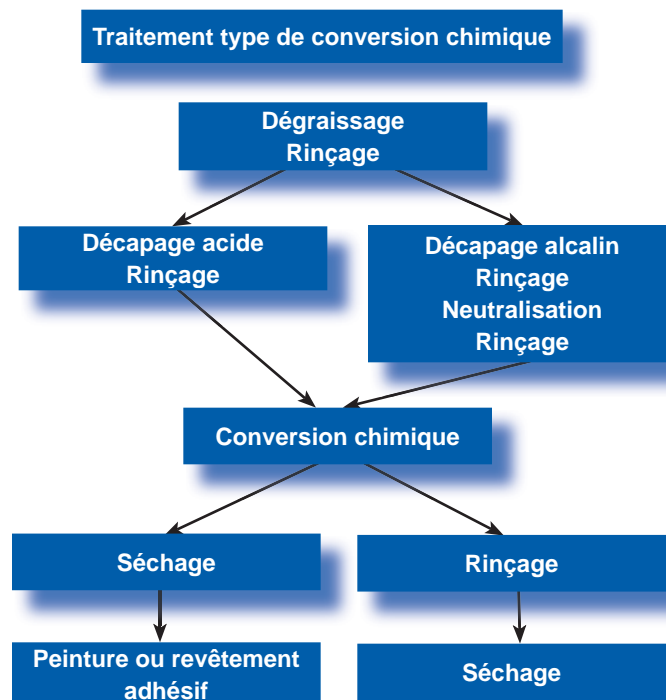 Traitement type de conversion chimique
Dégraissage
Rinçage
Décapage acide
Rinçage
Décapage alcalin
Rinçage
Neutralisation
Rinçage
Conversion chimique
Séchage
Rinçage
Peinture ou revêtement
adhésif
Séchage